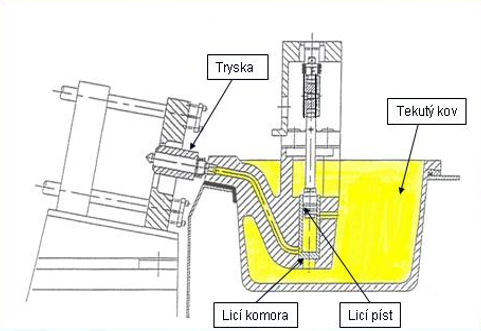 Tryska
Tekutý kov
Licí komora
Licí píst